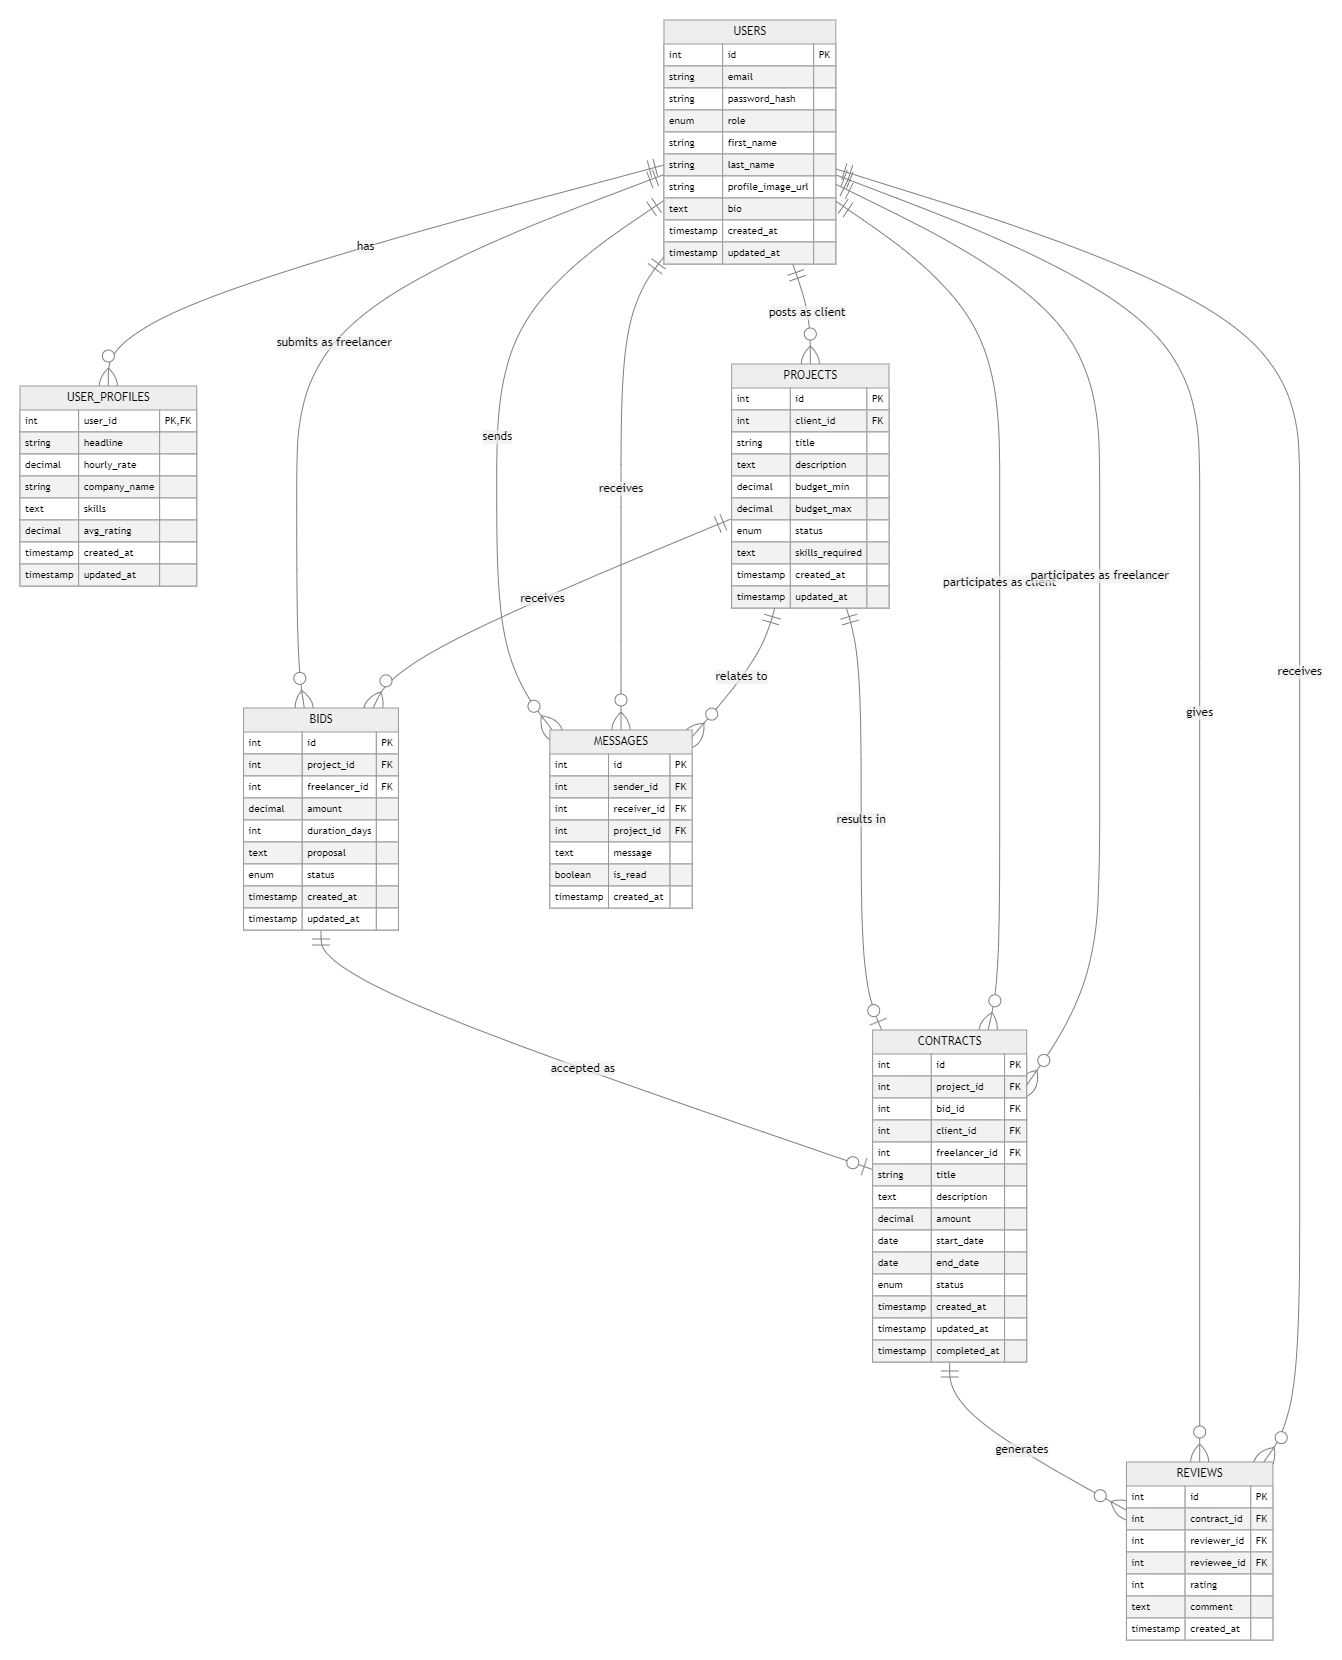 USERS
int id PK
string email
string password_hash
enum role
string first_name
string last_name
string profile_image_url
text bio
timestamp created_at
timestamp updated_at
has
posts as client
submits as freelancer
PROJECTS
int id PK
int client_id FK
string title
text description
decimal budget_min
decimal budget_max
enum status
text skills_required
timestamp created_at
timestamp updated_at
USER_PROFILES
int user_id PK,FK
string headline
decimal hourly_rate
string company_name
text skills
decimal avg_rating
timestamp created_at
timestamp updated_at
sends
receives
participates as client
participates as freelancer
receives
relates to
receives
gives
BIDS
int id PK
int project_id FK
int freelancer_id FK
decimal amount
int duration_days
text proposal
enum status
timestamp created_at
timestamp updated_at
MESSAGES
int id PK
int sender_id FK
int receiver_id FK
int project_id FK
text message
boolean is_read
timestamp created_at
results in
accepted as
CONTRACTS
int id PK
int project_id FK
int bid_id FK
int client_id FK
int freelancer_id FK
string title
text description
decimal amount
date start_date
date end_date
enum status
timestamp created_at
timestamp updated_at
timestamp completed_at
generates
REVIEWS
int id PK
int contract_id FK
int reviewer_id FK
int reviewee_id FK
int rating
text comment
timestamp created_at